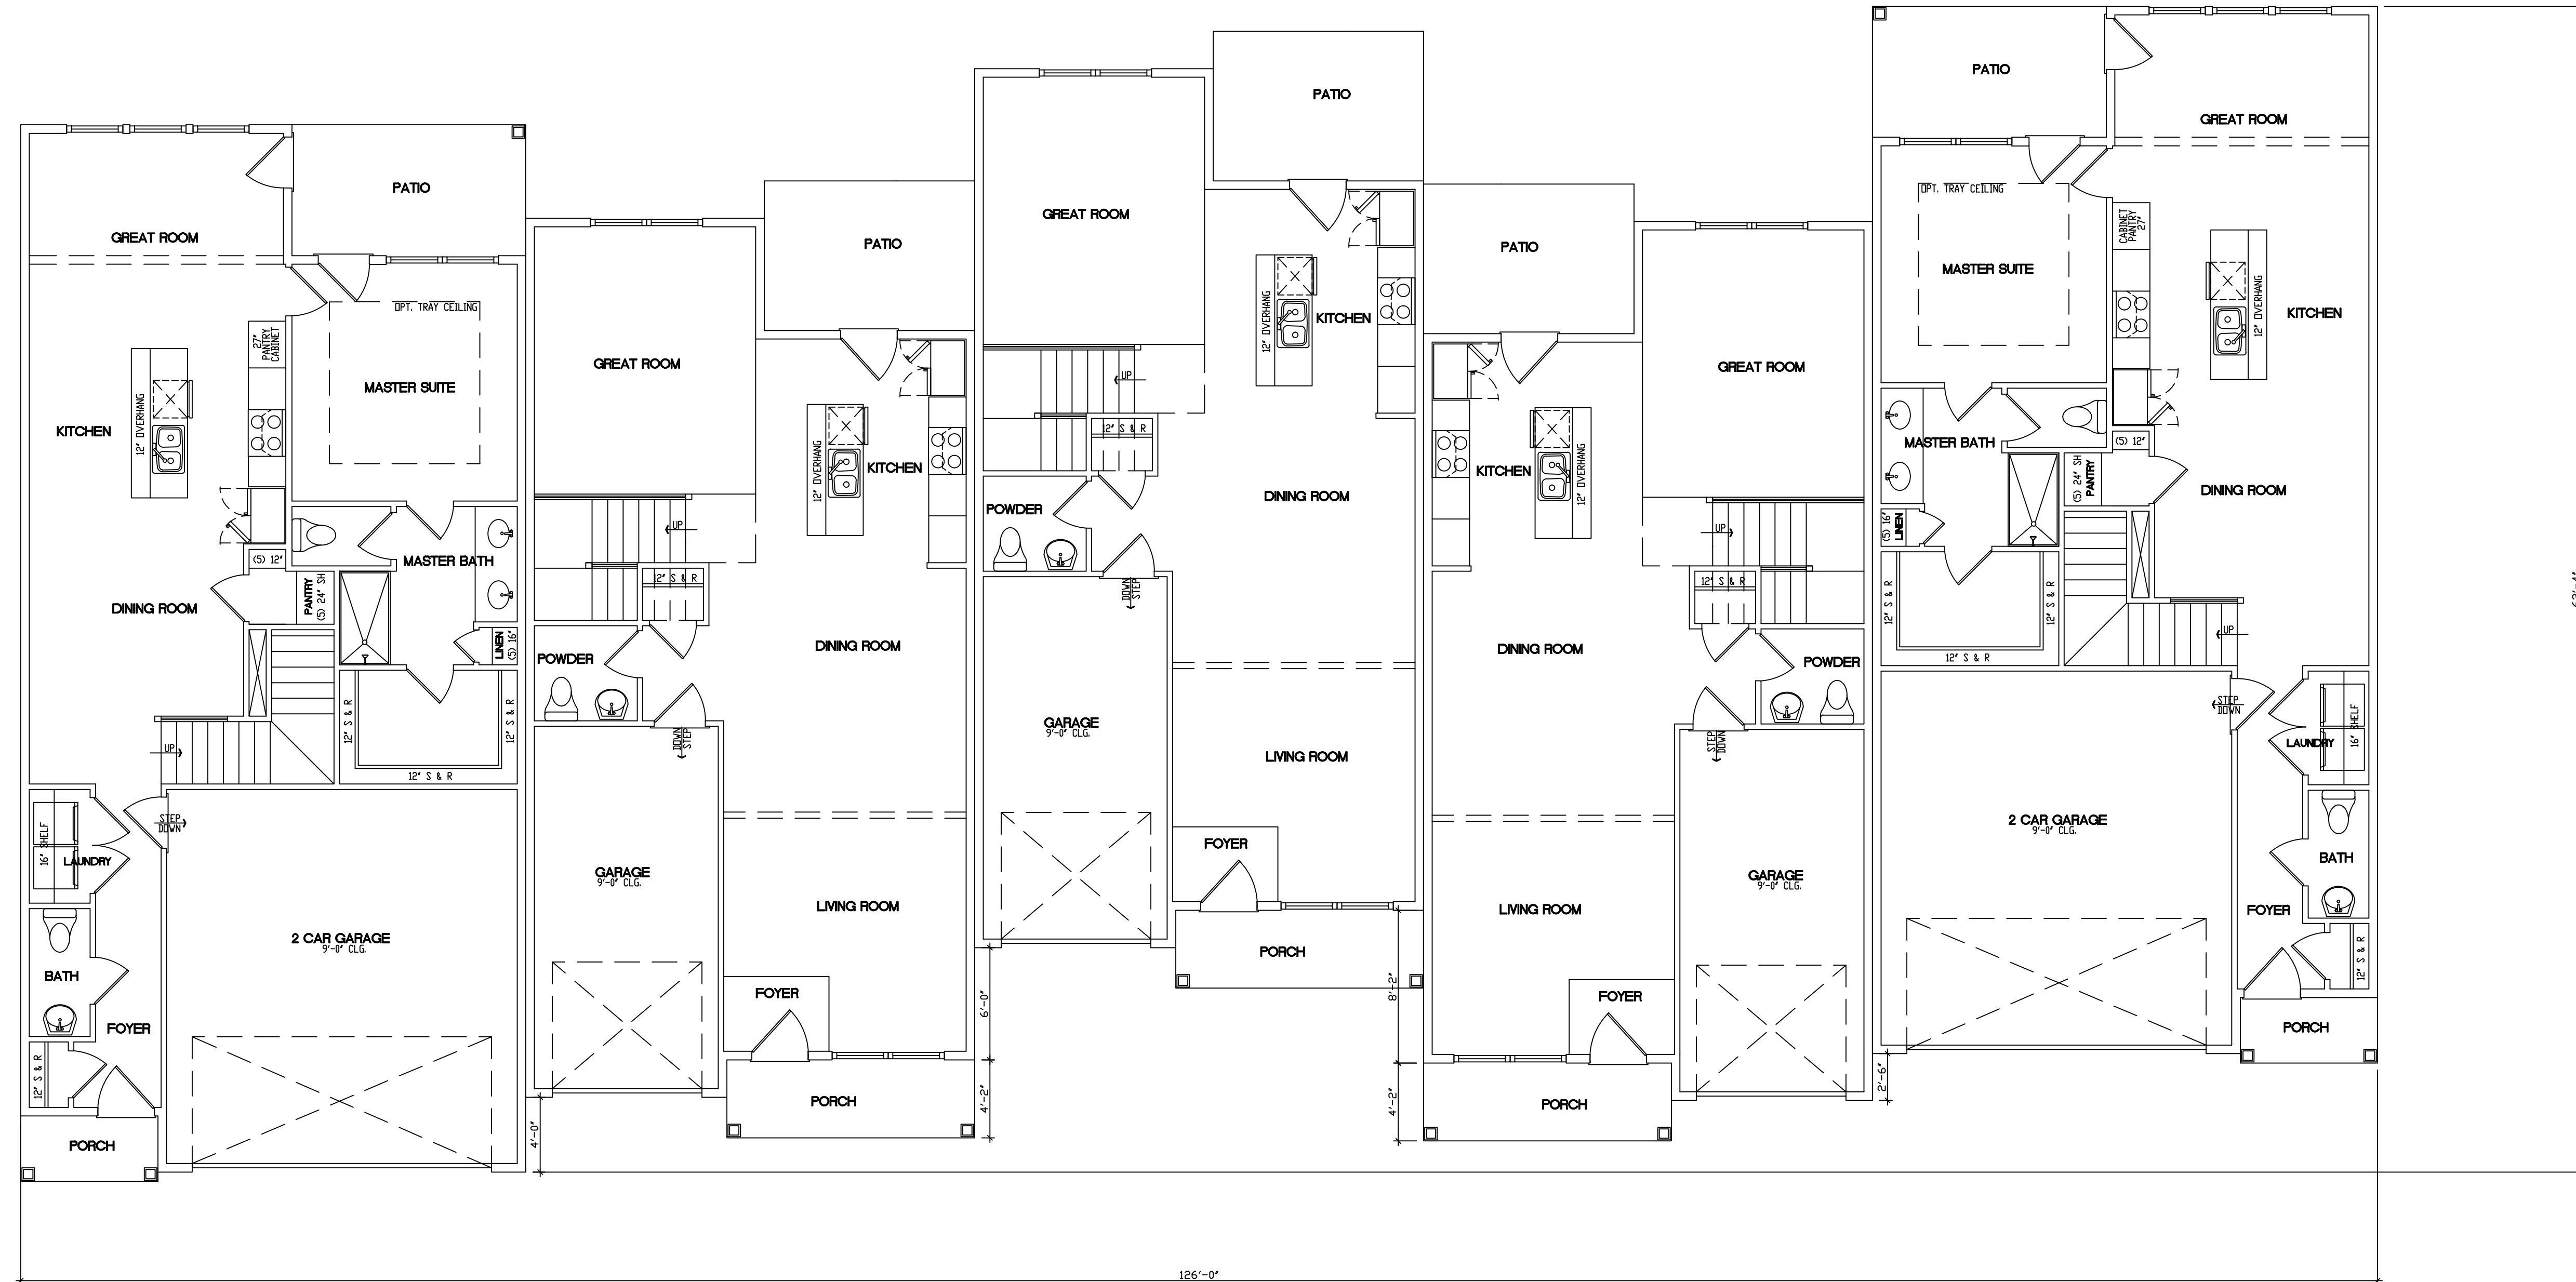 PATIO
GREAT ROOM
OPT. TRAY CEILING
27"
PANTRY
CABINET
MASTER SUITE
KITCHEN
12" OVERHANG
MASTER BATH
(5) 12"
PANTRY
(5) 24" SH
DINING ROOM
LINEN
(5) 16"
12" S & R
12" S & R
12" S & R
UP
STEP
DOWN
16" SHELF
LAUNDRY
2 CAR GARAGE
9'-0" CLG.
BATH
FOYER
12" S & R
PORCH
4'-0"
PATIO
GREAT ROOM
12" OVERHANG
KITCHEN
UP
12" S & R
DINING ROOM
POWDER
DOWN
STEP
GARAGE
9'-0" CLG.
LIVING ROOM
FOYER
PORCH
6'-0"
4'-2"
PATIO
GREAT ROOM
12" OVERHANG
KITCHEN
UP
12" S & R
DINING ROOM
POWDER
DOWN
STEP
GARAGE
9'-0" CLG.
LIVING ROOM
FOYER
PORCH
8'-2"
4'-2"
PATIO
GREAT ROOM
KITCHEN
12" OVERHANG
UP
12" S & R
DINING ROOM
POWDER
STEP
DOWN
GARAGE
9'-0" CLG.
LIVING ROOM
FOYER
PORCH
2'-6"
PATIO
GREAT ROOM
OPT. TRAY CEILING
CABINET
PANTRY
27"
MASTER SUITE
12" OVERHANG
KITCHEN
MASTER BATH
(5) 12"
(5) 24" SH
PANTRY
DINING ROOM
(5) 16"
LINEN
12" S & R
12" S & R
12" S & R
UP
STEP
DOWN
16" SHELF
LAUNDRY
2 CAR GARAGE
9'-0" CLG.
BATH
FOYER
12" S & R
PORCH
126'-0"